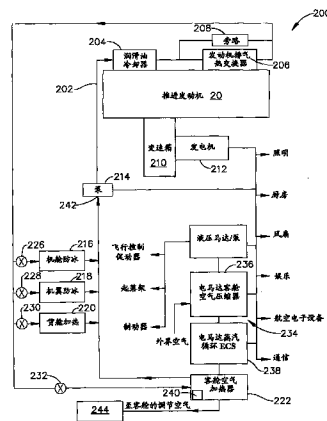 200
208
旁路
204
润滑油
冷却器
发动机排气
热交换器
206
202
推进发动机 20
变速箱
210
发电机
212
照明
214
泵
242
厨房
飞行控制
促动器
液压马达/泵
风扇
226
216
机舱防冰
236
电马达客舱
空气压缩器
娱乐
228
218
机翼防冰
起落架
234
230
220
货舱加热
制动器
外界空气
电马达蒸汽
循环ECS
航空电子设备
238
通信
232
240
客舱空气
加热器
222
244
至客舱的调节空气